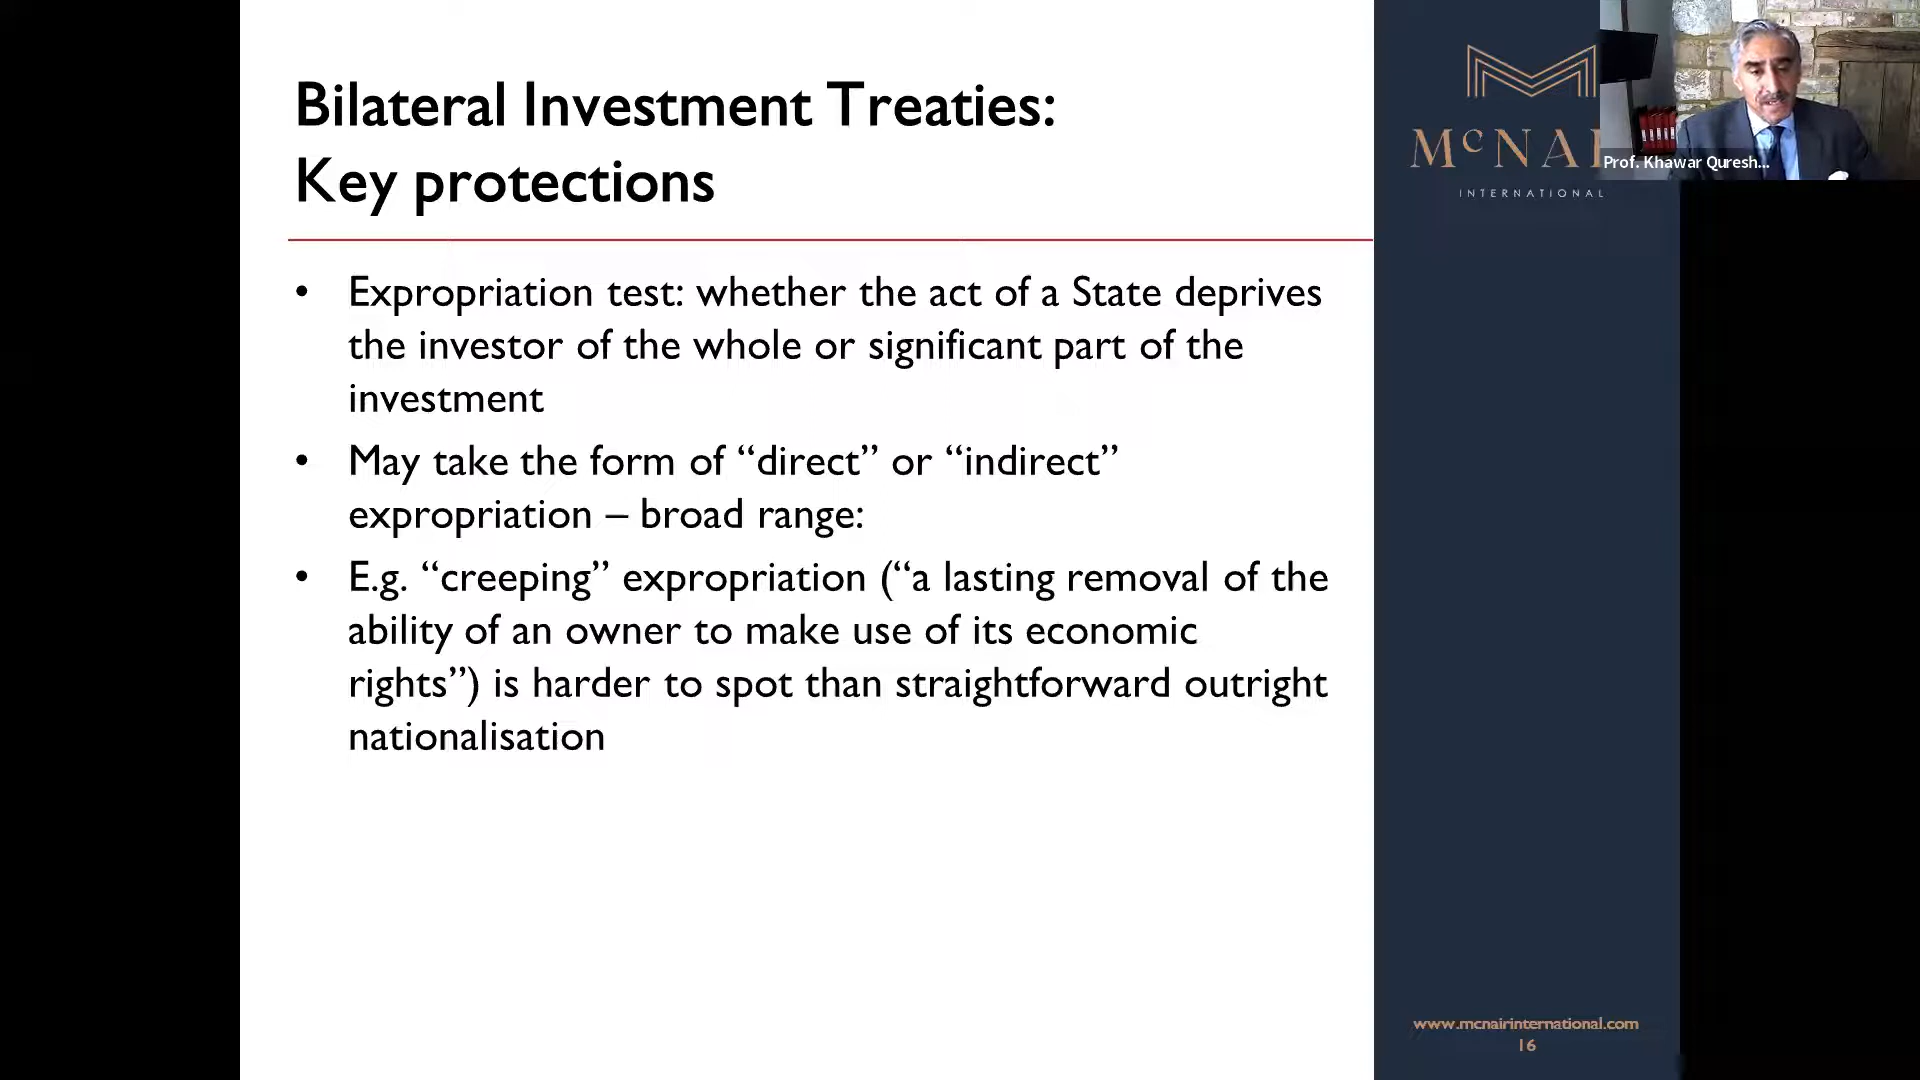 Bilateral Investment Treaties:
Key protections
• Expropriation test: whether the act of a State deprives
the investor of the whole or significant part of the
investment
• May take the form of “direct” or “indirect”
expropriation – broad range:
• E.g. “creeping” expropriation (“a lasting removal of the
ability of an owner to make use of its economic
rights”) is harder to spot than straightforward outright
nationalisation
McNAI
INTERNATIONAL
Prof. Khawar Quresh...
www.mcnairinternational.com
16